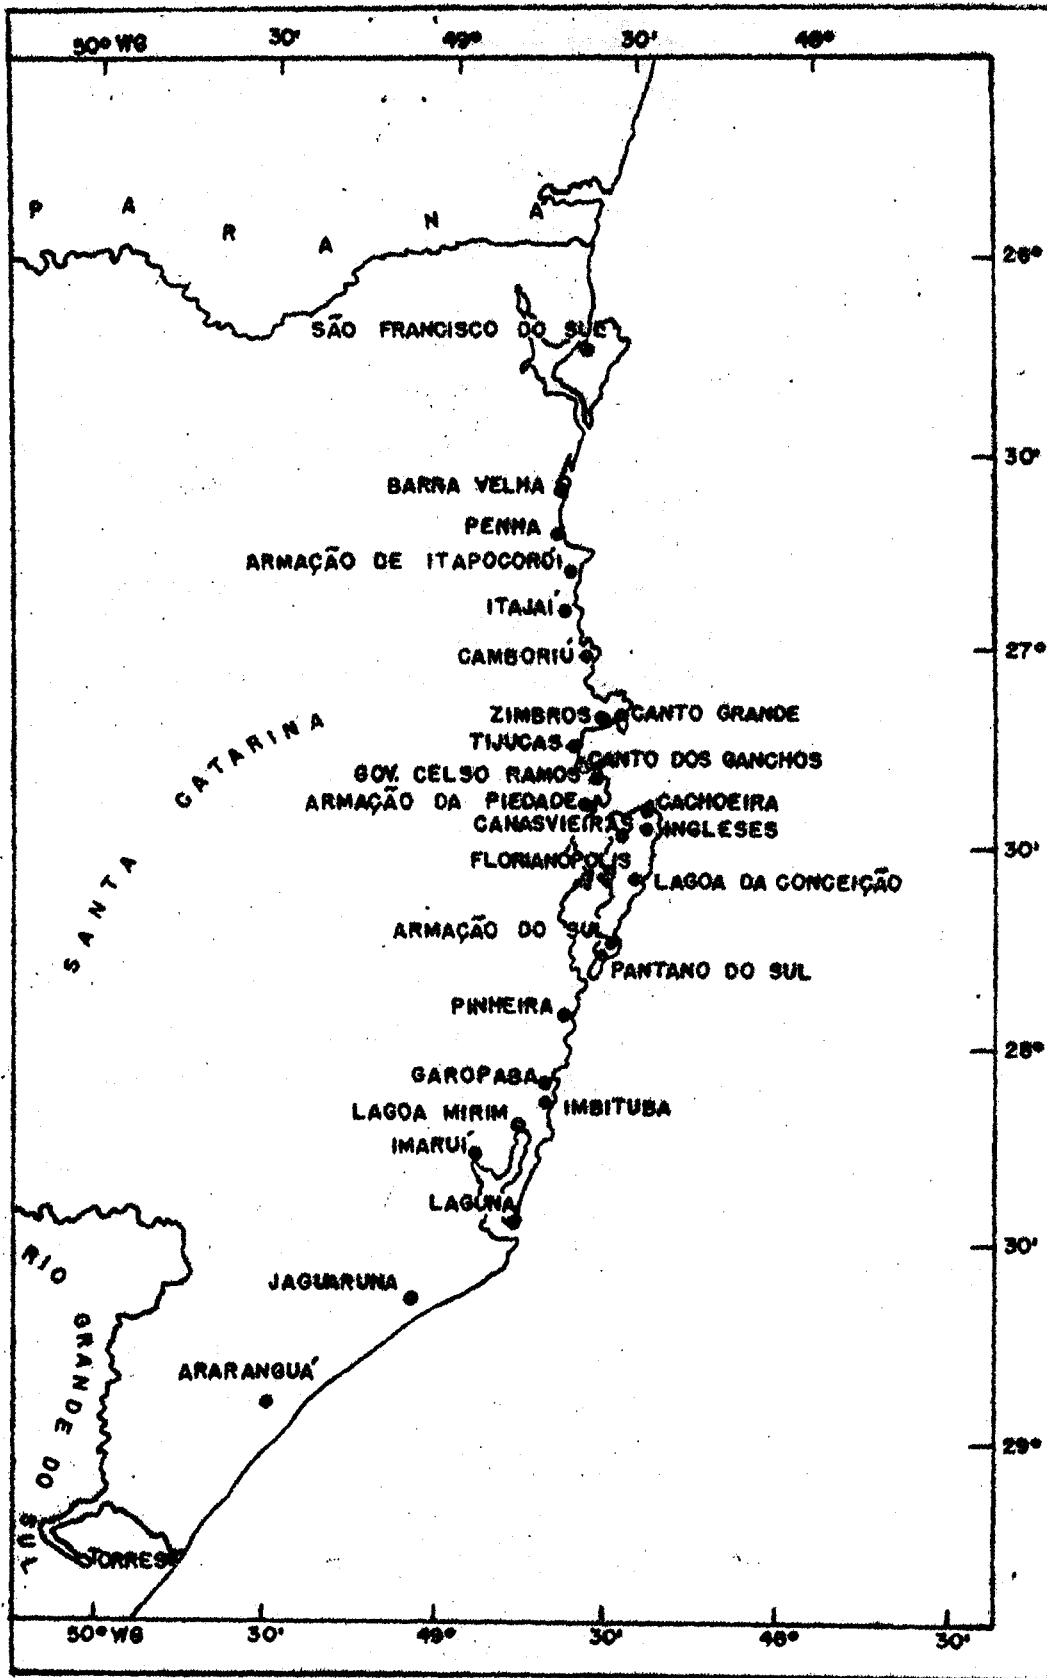 50° WG 30' 49° 30' 48°
PARANA
26°
SÃO FRANCISCO DO SUL
30'
BARRA VELHA
PENHA
ARMAÇÃO DE ITAPOCORÓI
ITAJAÍ
27°
CAMBORIÚ
ZIMBROS CANTO GRANDE
SANTA CATARINA
TIJUCAS
CANTO DOS GANCHOS
GOV. CELSO RAMOS
ARMAÇÃO DA PIEDADE CACHOEIRA
CANASVIEIRAS INGLESES
30'
FLORIANÓPOLIS
LAGOA DA CONCEIÇÃO
ARMAÇÃO DO SUL
PANTANO DO SUL
PINHEIRA
28°
GAROPABA
IMBITUBA
LAGOA MIRIM
IMARUÍ
LAGUNA
30'
RIO GRANDE DO SUL
JAGUARUNA
ARARANGUÁ
29°
TORRES
50° WG 30' 49° 30' 48° 30'